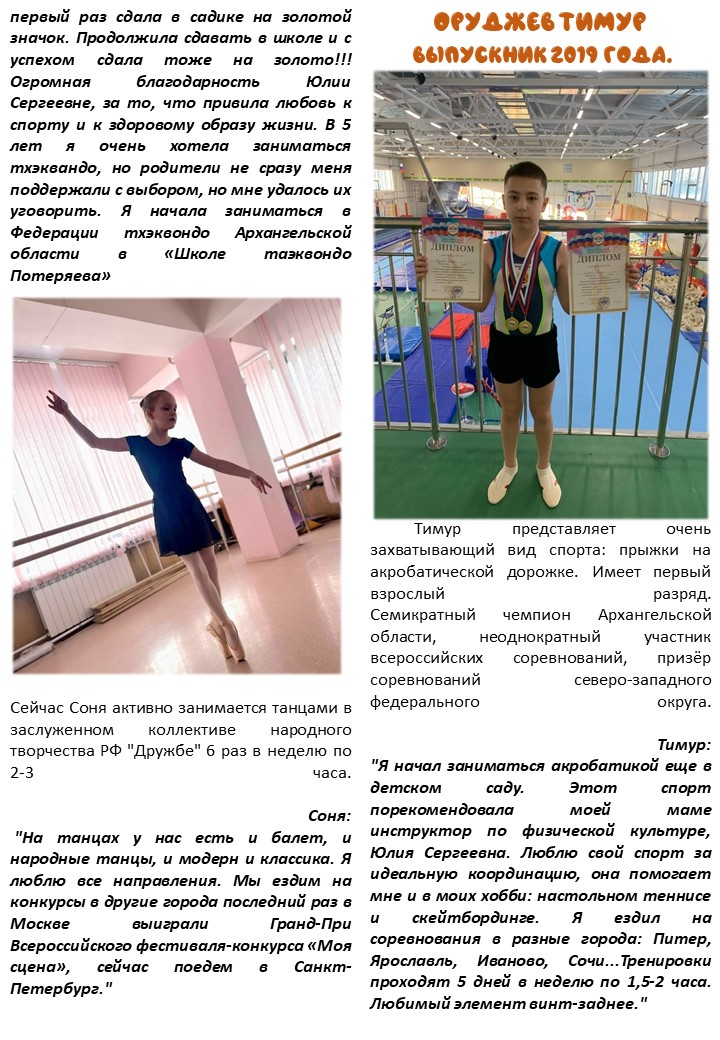 первый раз сдала в садике на золотой
значок. Продолжила сдавать в школе и с
успехом сдала тоже на золото!!!
Огромная благодарность Юлии
Сергеевне, за то, что привила любовь к
спорту и к здоровому образу жизни. В 5
лет я очень хотела заниматься
тхэквандо, но родители не сразу меня
поддержали с выбором, но мне удалось их
уговорить. Я начала заниматься в
Федерации тхэквондо Архангельской
области в «Школе таэквондо
Потеряева»
Сейчас Соня активно занимается танцами в
заслуженном коллективе народного
творчества РФ "Дружбе" 6 раз в неделю по
2-3 часа.
Соня:
"На танцах у нас есть и балет, и
народные танцы, и модерн и классика. Я
люблю все направления. Мы ездим на
конкурсы в другие города последний раз в
Москве выиграли Гранд-При
Всероссийского фестиваля-конкурса «Моя
сцена», сейчас поедем в Санкт-
Петербург."
ОРУДЖЕВ ТИМУР
ВЫПУСКНИК 2019 ГОДА.
ДИПЛОМ
ДИПЛОМ
Тимур представляет очень
захватывающий вид спорта: прыжки на
акробатической дорожке. Имеет первый
взрослый разряд.
Семикратный чемпион Архангельской
области, неоднократный участник
всероссийских соревнований, призёр
соревнований северо-западного
федерального округа.
Тимур:
"Я начал заниматься акробатикой еще в
детском саду. Этот спорт
порекомендовала моей маме
инструктор по физической культуре,
Юлия Сергеевна. Люблю свой спорт за
идеальную координацию, она помогает
мне и в моих хобби: настольном теннисе
и скейтбординге. Я ездил на
соревнования в разные города: Питер,
Ярославль, Иваново, Сочи...Тренировки
проходят 5 дней в неделю по 1,5-2 часа.
Любимый элемент винт-заднее."